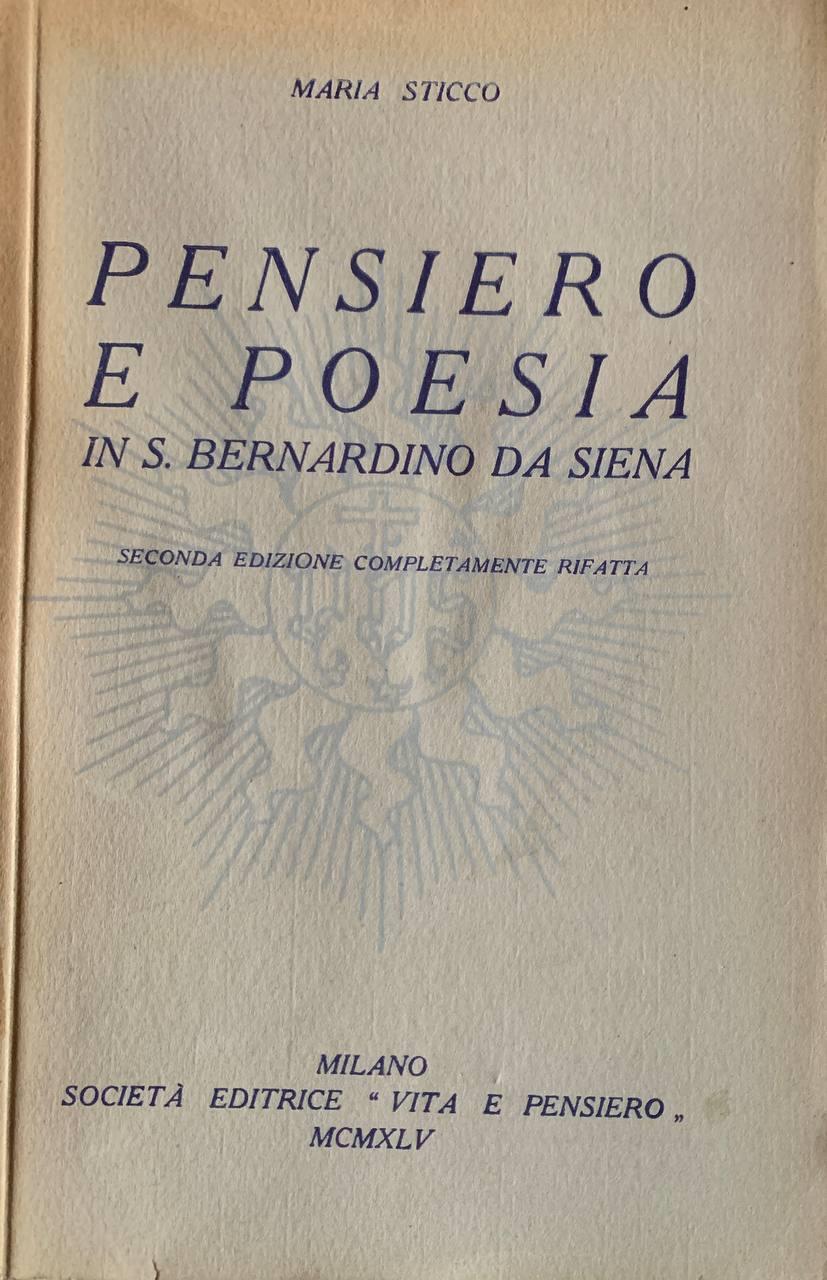 MARIA STICCO
PENSIERO
E POESIA
IN S. BERNARDINO DA SIENA
SECONDA EDIZIONE COMPLETAMENTE RIFATTA
MILANO
SOCIETÀ EDITRICE “ VITA E PENSIERO „
MCMXLV